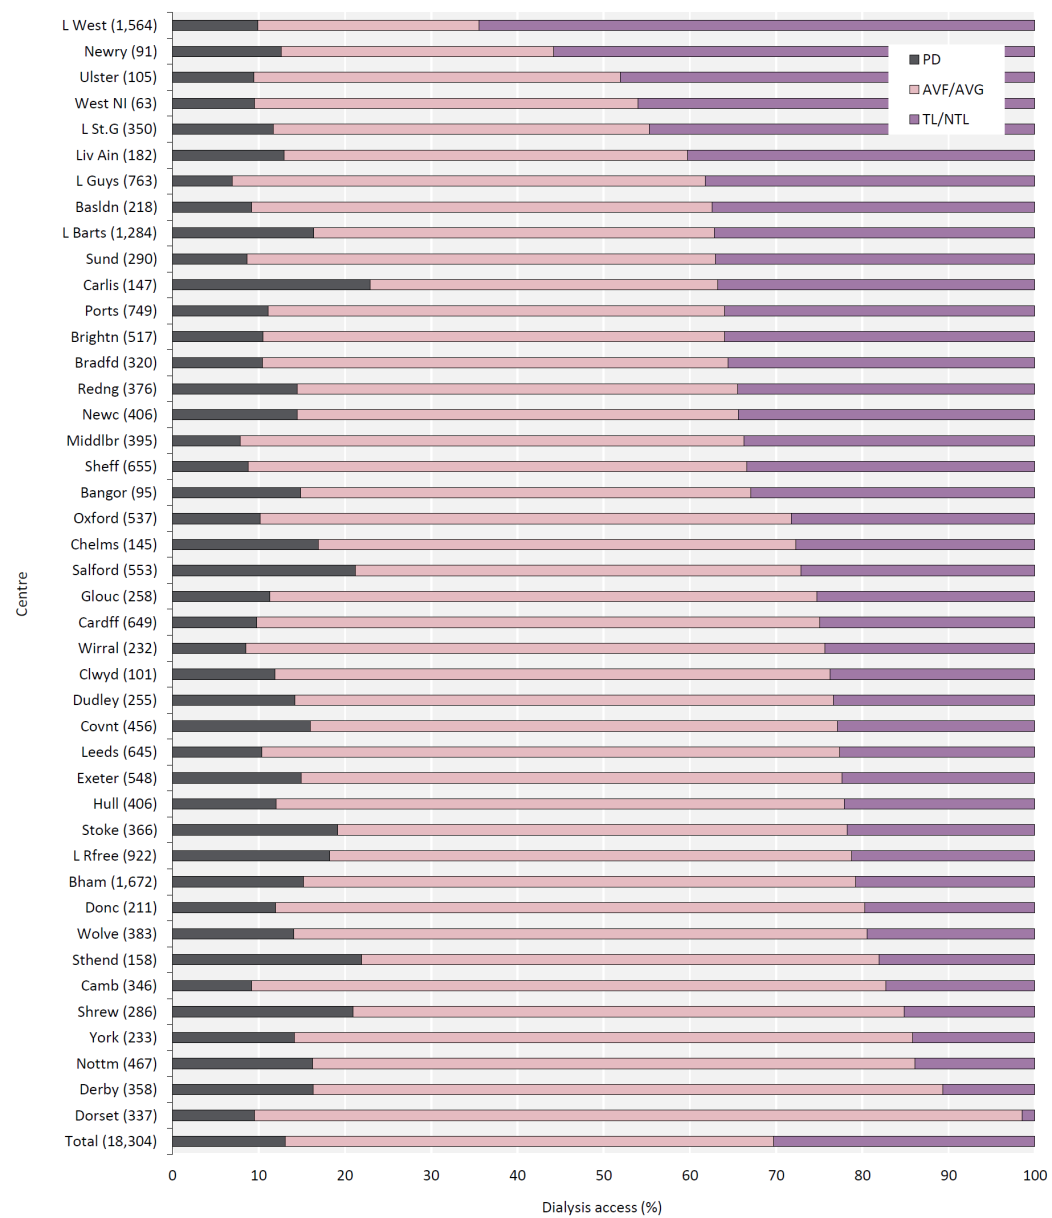 L West (1,564)
Newry (91)
Ulster (105)
West NI (63)
L St.G (350)
Liv Ain (182)
L Guys (763)
Basldn (218)
L Barts (1,284)
Sund (290)
Carlis (147)
Ports (749)
Brightn (517)
Bradfd (320)
Redng (376)
Newc (406)
Middlbr (395)
Sheff (655)
Bangor (95)
Oxford (537)
Chelms (145)
Salford (553)
Glouc (258)
Cardff (649)
Wirral (232)
Clwyd (101)
Dudley (255)
Covnt (456)
Leeds (645)
Exeter (548)
Hull (406)
Stoke (366)
L Rfree (922)
Bham (1,672)
Donc (211)
Wolve (383)
Sthend (158)
Camb (346)
Shrew (286)
York (233)
Nottm (467)
Derby (358)
Dorset (337)
Total (18,304)
PD
AVF/AVG
TL/NTL
Centre
0 10 20 30 40 50 60 70 80 90 100
Dialysis access (%)